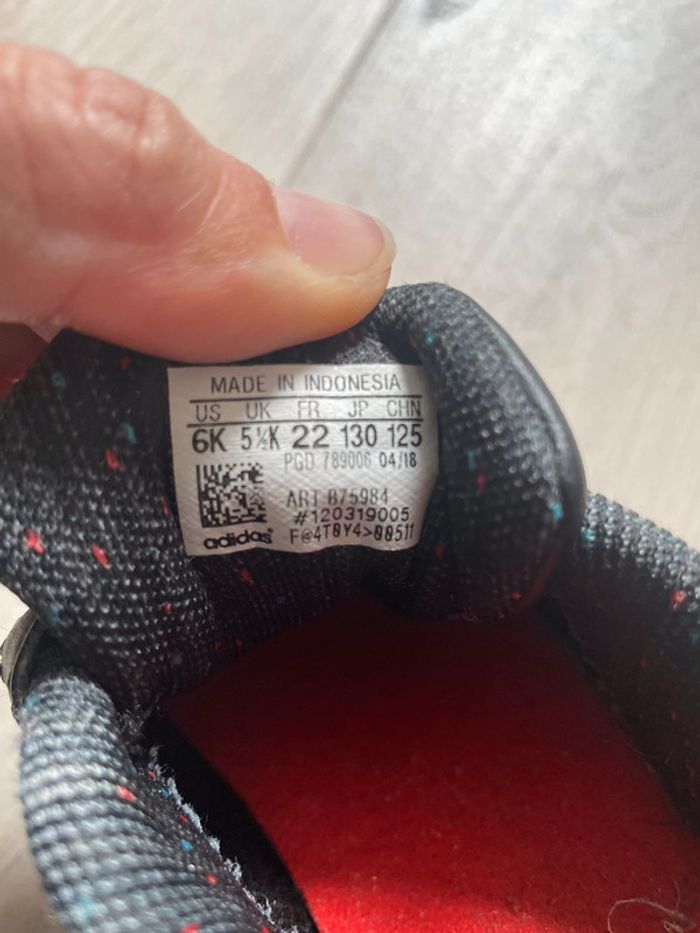 MADE IN INDONESIA
US UK FR JP CHN
6K 5½K 22 130 125
PGD 789006 04/18
ART B75984
#120319005
adidas® F@4T8Y4>00511